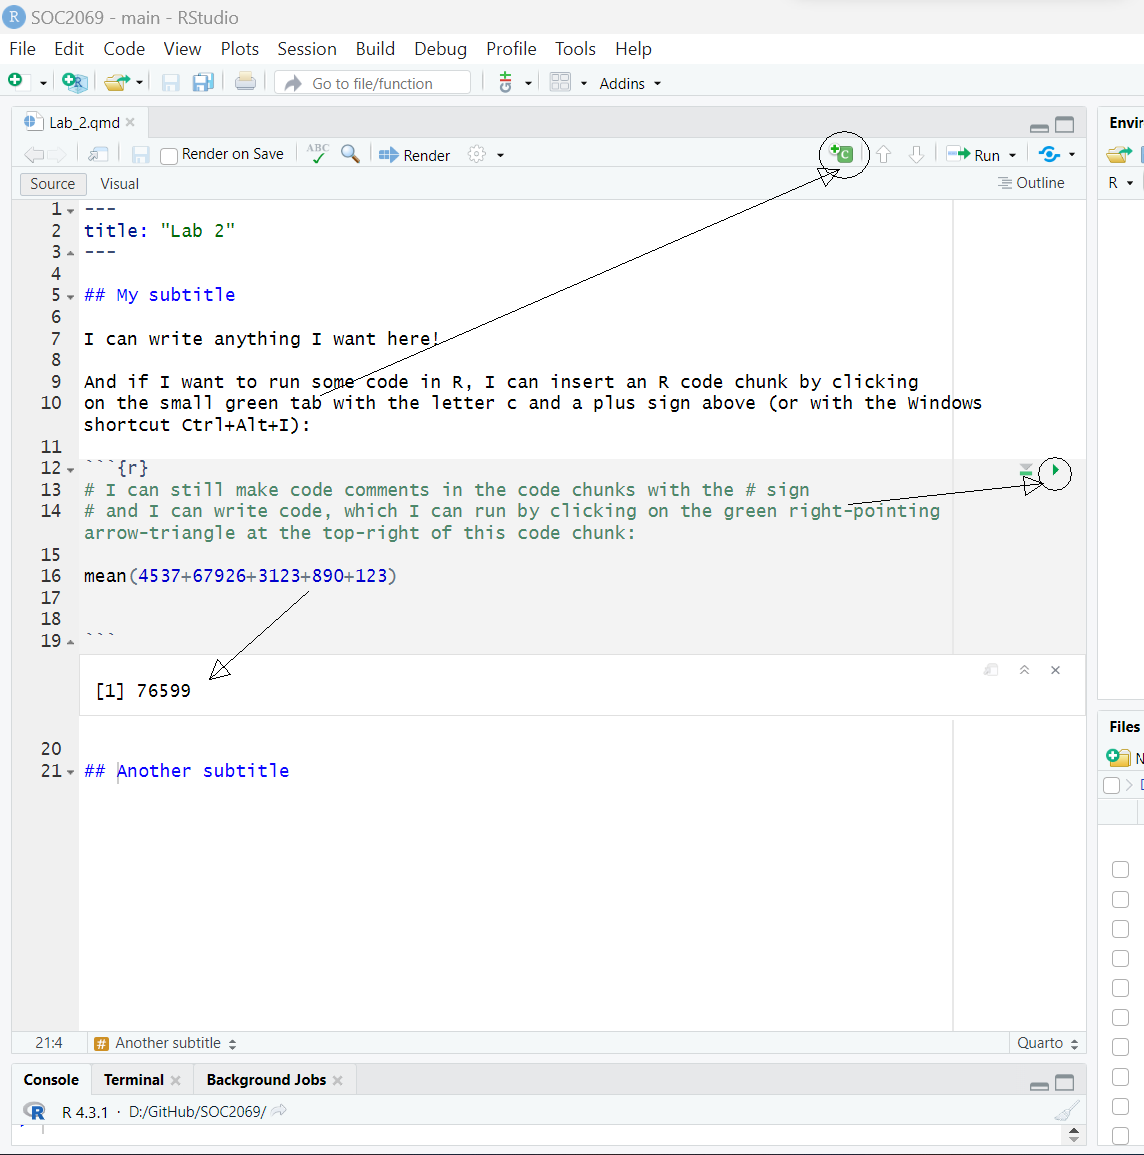 R SOC2069 - main - RStudio
File Edit Code View Plots Session Build Debug Profile Tools Help
Go to file/function Addins
Lab_2.qmd
Envir
Render on Save ABC Render C Run
R
Source Visual Outline
1 ---
2 title: "Lab 2"
3 ---
4
5 ## My subtitle
6
7 I can write anything I want here!
8
9 And if I want to run some code in R, I can insert an R code chunk by clicking
10 on the small green tab with the letter c and a plus sign above (or with the Windows
shortcut Ctrl+Alt+I):
11
12 ```{r}
13 # I can still make code comments in the code chunks with the # sign
14 # and I can write code, which I can run by clicking on the green right-pointing
arrow-triangle at the top-right of this code chunk:
15
16 mean(4537+67926+3123+890+123)
17
18
19 ```
[1] 76599
20
21 ## Another subtitle
Files
N
21:4 # Another subtitle Quarto
Console Terminal Background Jobs
R R 4.3.1 · D:/GitHub/SOC2069/
>